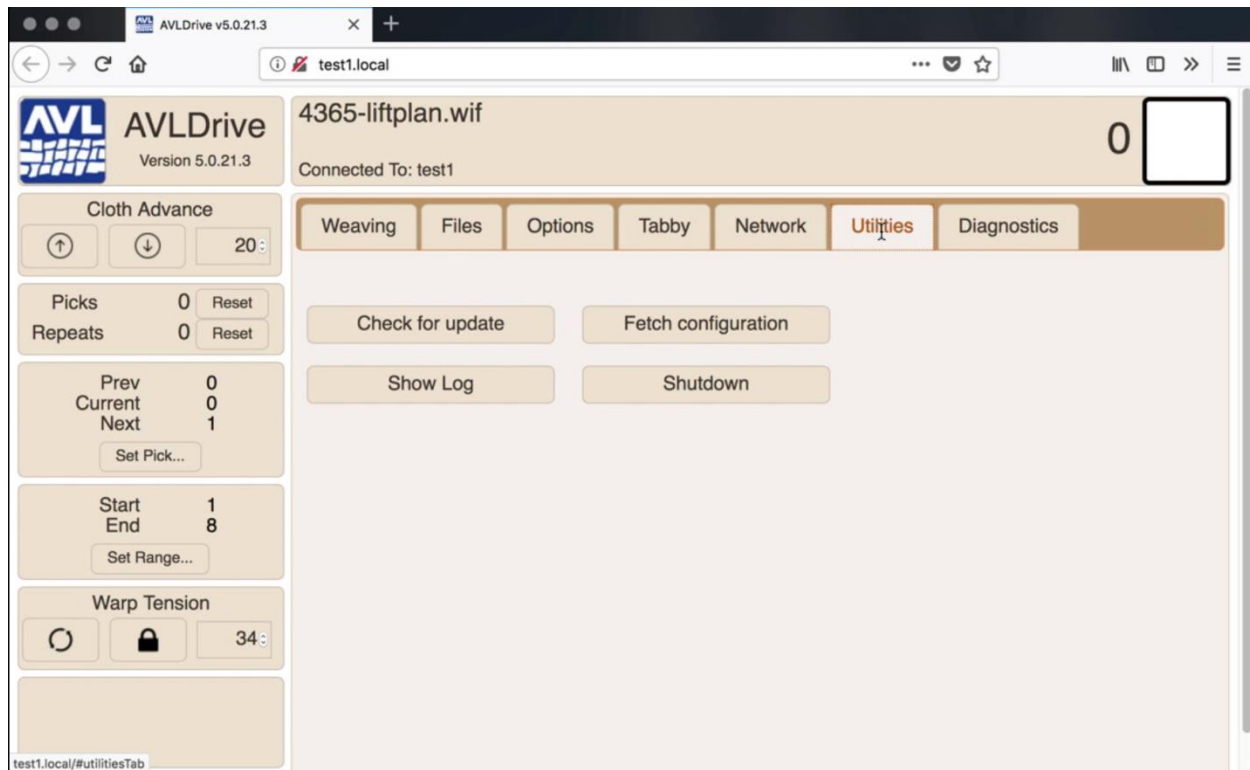 AVLDrive v5.0.21.3
test1.local
AVL
AVLDrive
Version 5.0.21.3
4365-liftplan.wif
Connected To: test1
0
Cloth Advance
20
Picks 0 Reset
Repeats 0 Reset
Prev 0
Current 0
Next 1
Set Pick...
Start 1
End 8
Set Range...
Warp Tension
34
Weaving Files Options Tabby Network Utilities Diagnostics
Check for update Fetch configuration
Show Log Shutdown
test1.local/#utilitiesTab